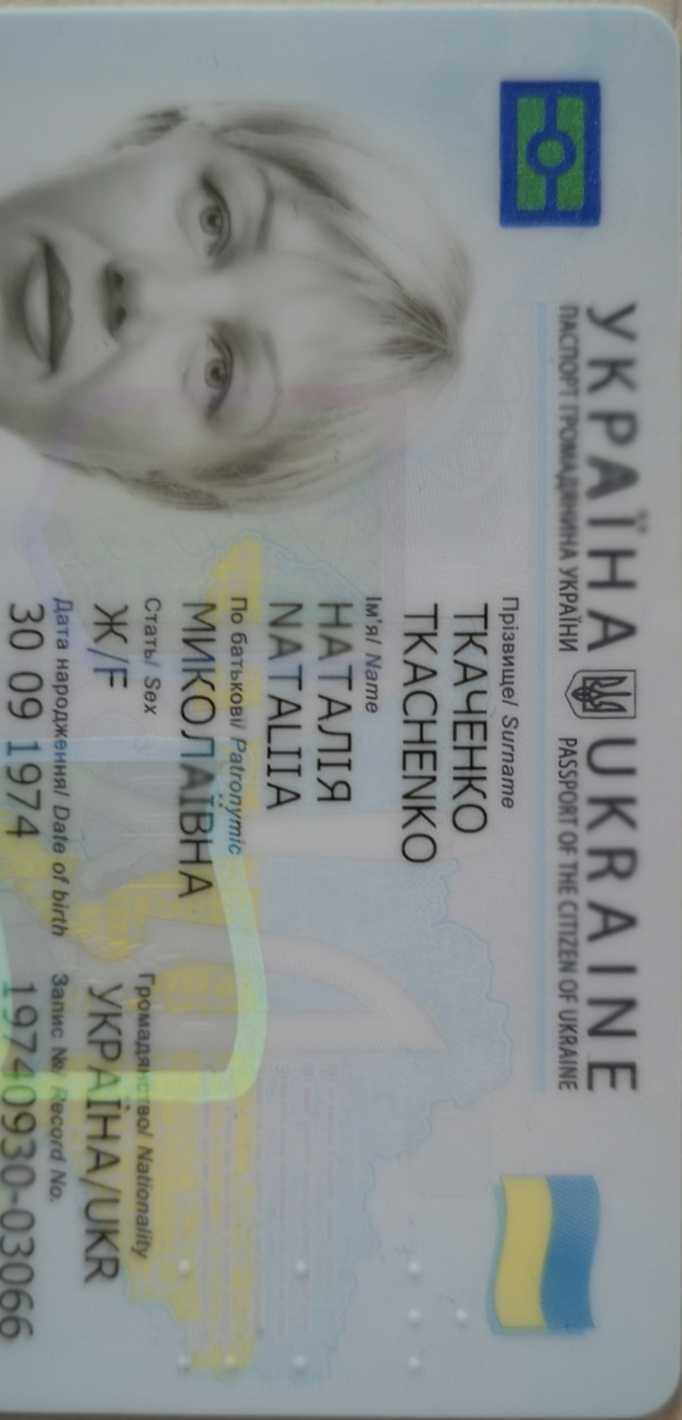 УКРАЇНА UKRAINE
ПАСПОРТ ГРОМАДЯНИНА УКРАЇНИ PASSPORT OF THE CITIZEN OF UKRAINE
Прізвище/ Surname
ТКАЧЕНКО
TKACHENKO
Ім'я/ Name
НАТАЛІЯ
NATALIIA
По батькові/ Patronymic
МИКОЛАЇВНА
Стать/ Sex Громадянство/ Nationality
Ж/F УКРАЇНА/UKR
Дата народження/ Date of birth Запис №/ Record No.
30 09 1974 19740930-03066